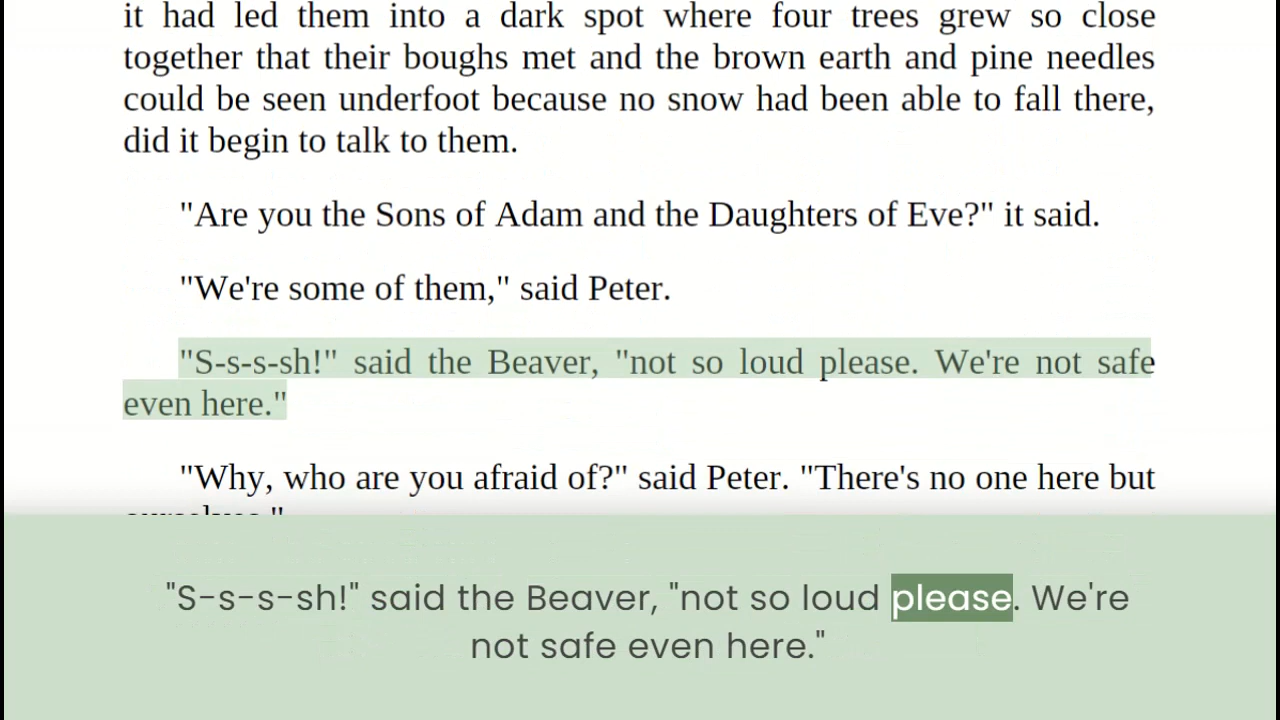 it had led them into a dark spot where four trees grew so close
together that their boughs met and the brown earth and pine needles
could be seen underfoot because no snow had been able to fall there,
did it begin to talk to them.
"Are you the Sons of Adam and the Daughters of Eve?" it said.
"We're some of them," said Peter.
"S-s-s-sh!" said the Beaver, "not so loud please. We're not safe
even here."
"Why, who are you afraid of?" said Peter. "There's no one here but
ourselves."
"S-s-s-sh!" said the Beaver, "not so loud please. We're
not safe even here."